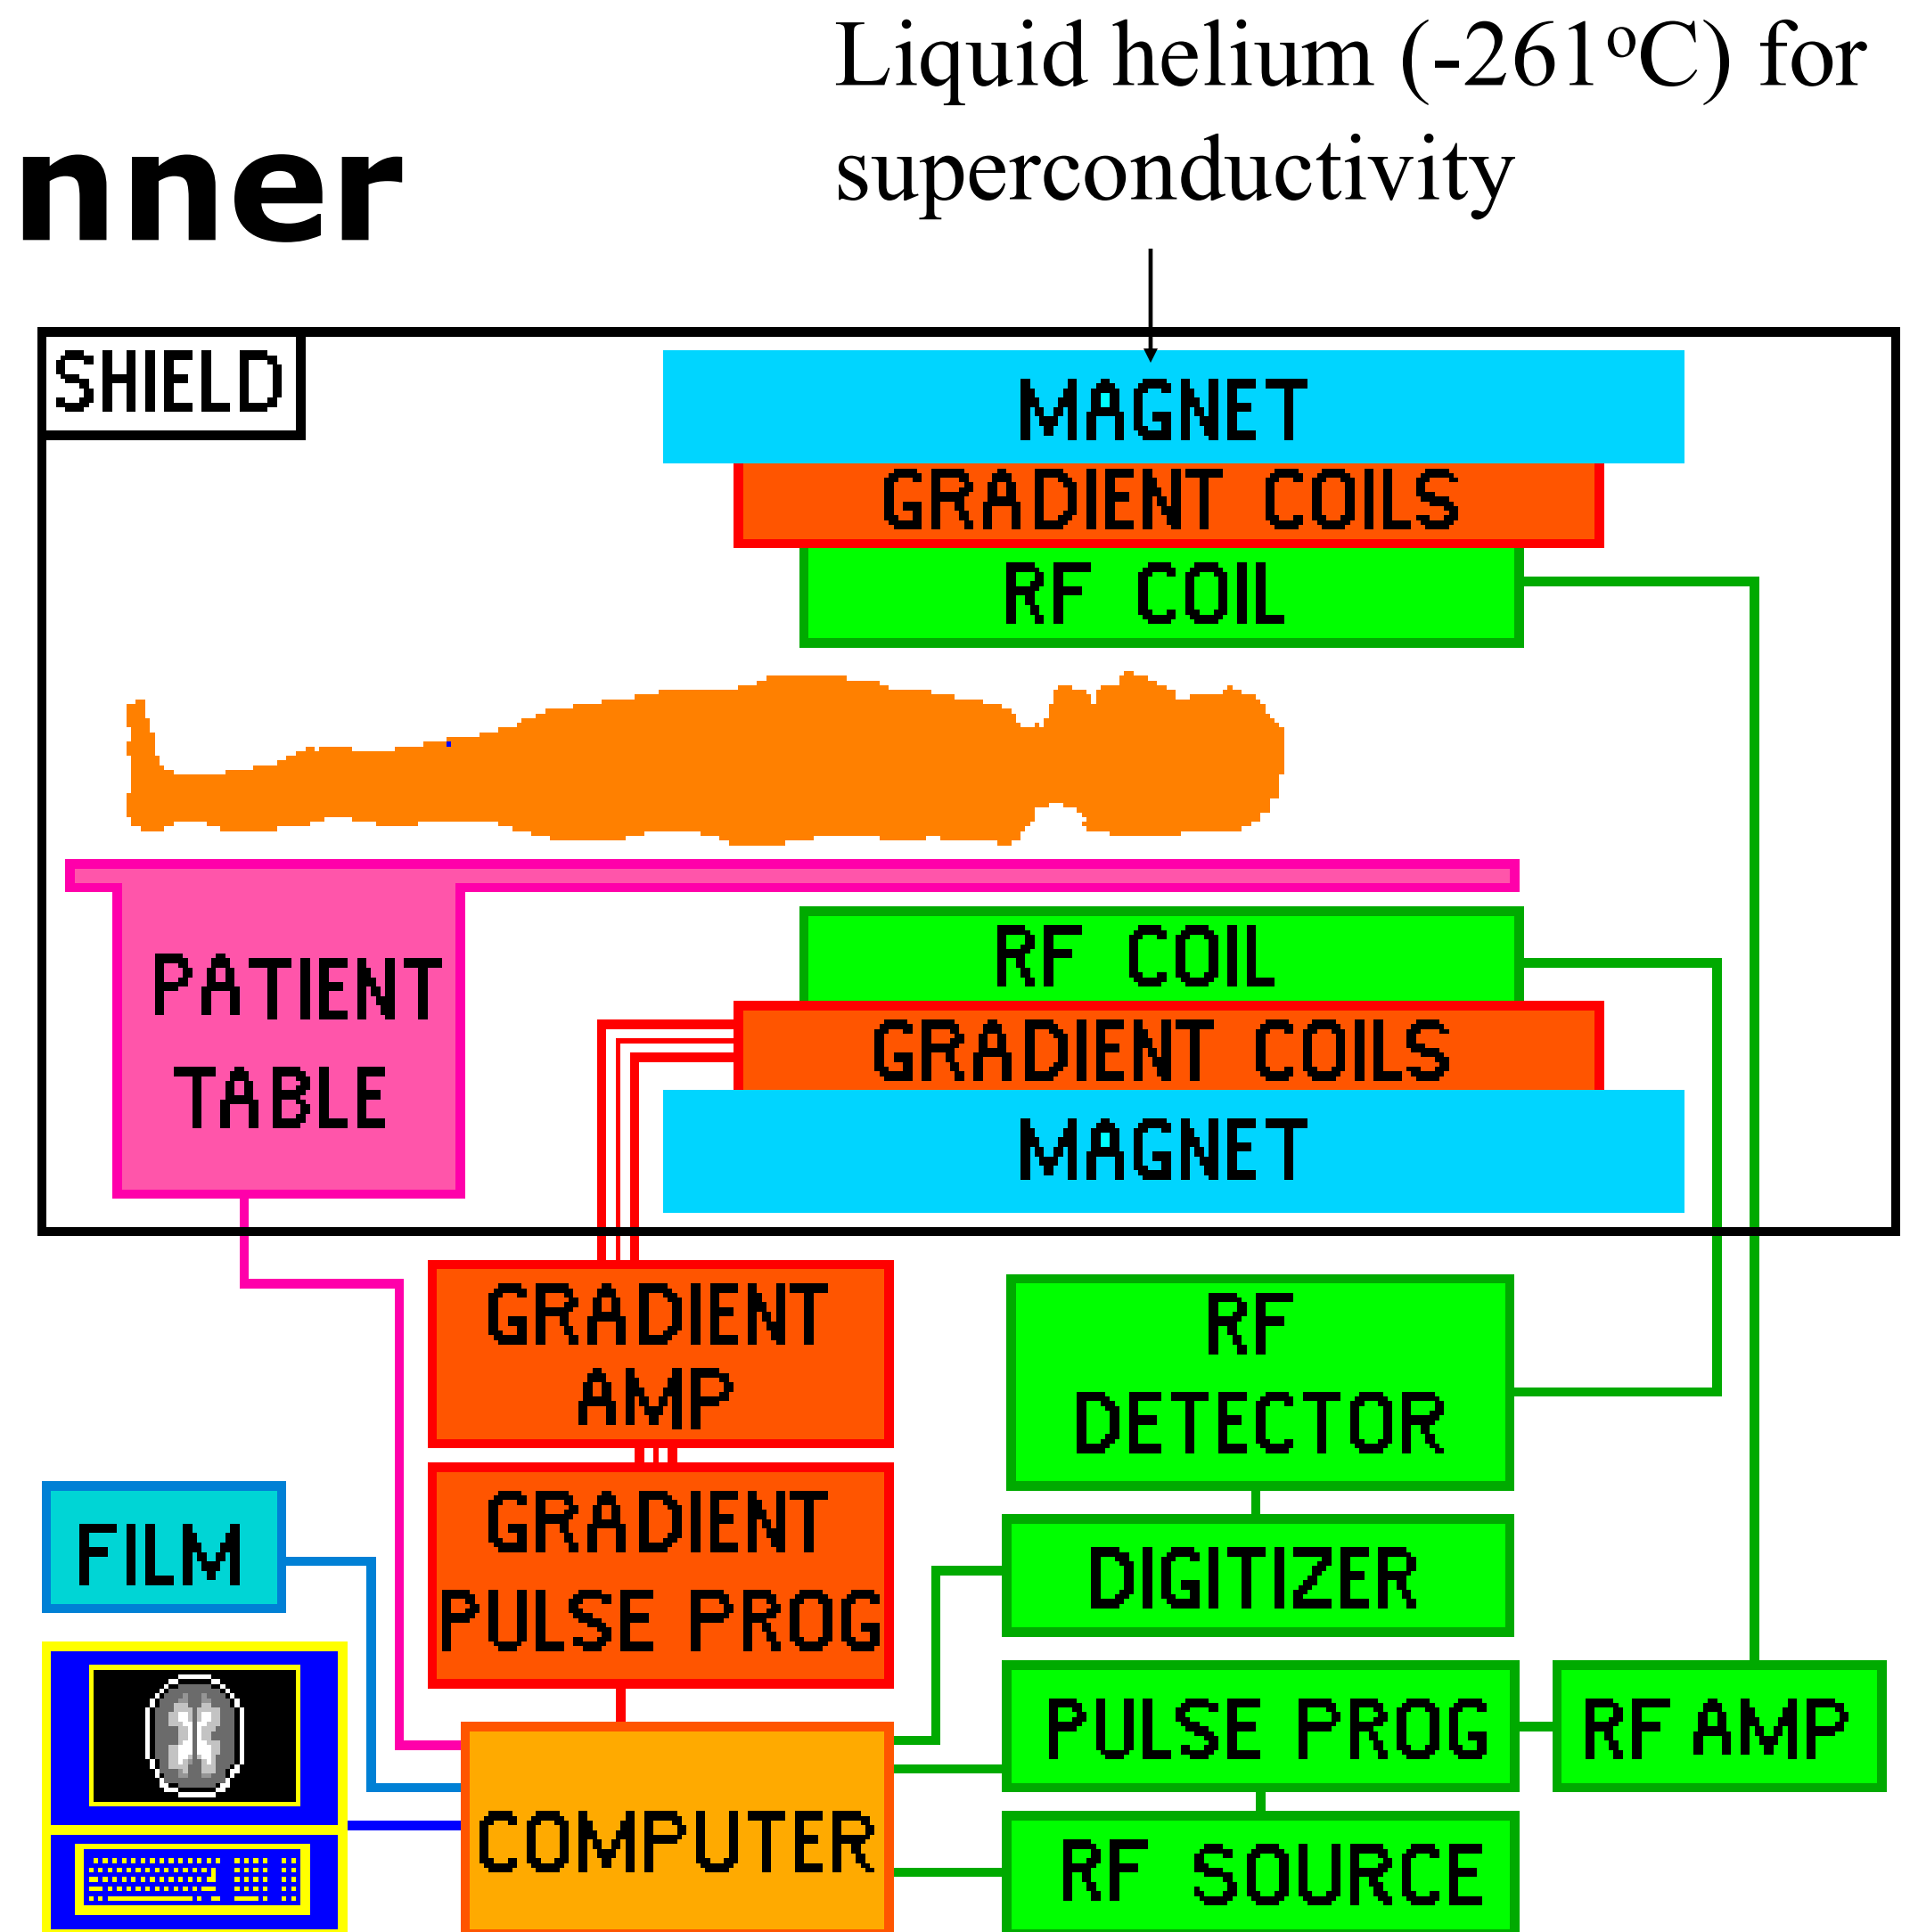 Liquid helium (-261°C) for
superconductivity
nner
SHIELD
MAGNET
GRADIENT COILS
RF COIL
RF COIL
GRADIENT COILS
MAGNET
PATIENT
TABLE
GRADIENT
AMP
RF
DETECTOR
GRADIENT
PULSE PROG
FILM
DIGITIZER
PULSE PROG
RF AMP
COMPUTER
RF SOURCE